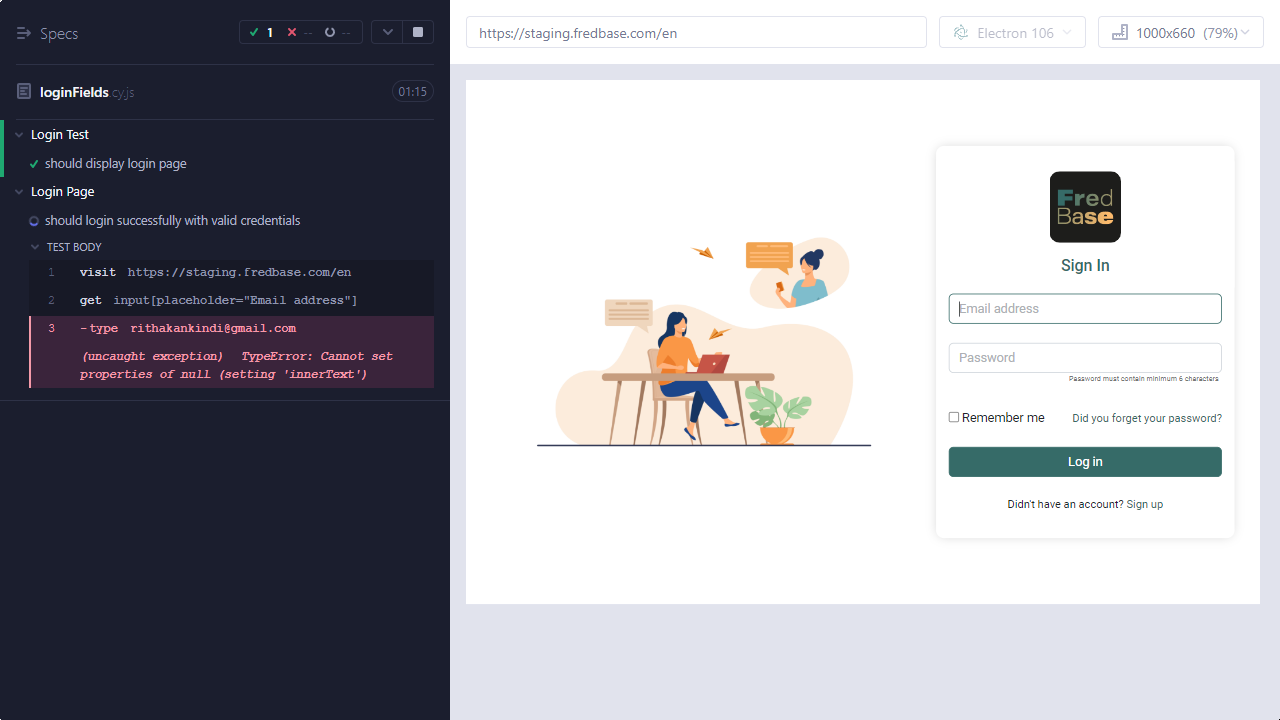 Specs
1
--
--
loginFields.cy.js
01:15
Login Test
should display login page
Login Page
should login successfully with valid credentials
TEST BODY
1 visit https://staging.fredbase.com/en
2 get input[placeholder="Email address"]
3 -type rithakankindi@gmail.com
(uncaught exception) TypeError: Cannot set
properties of null (setting 'innerText')
https://staging.fredbase.com/en
Electron 106
1000x660 (79%)
Fred
Base
Sign In
Email address
Password
Password must contain minimum 6 characters
Remember me
Did you forget your password?
Log in
Didn't have an account? Sign up